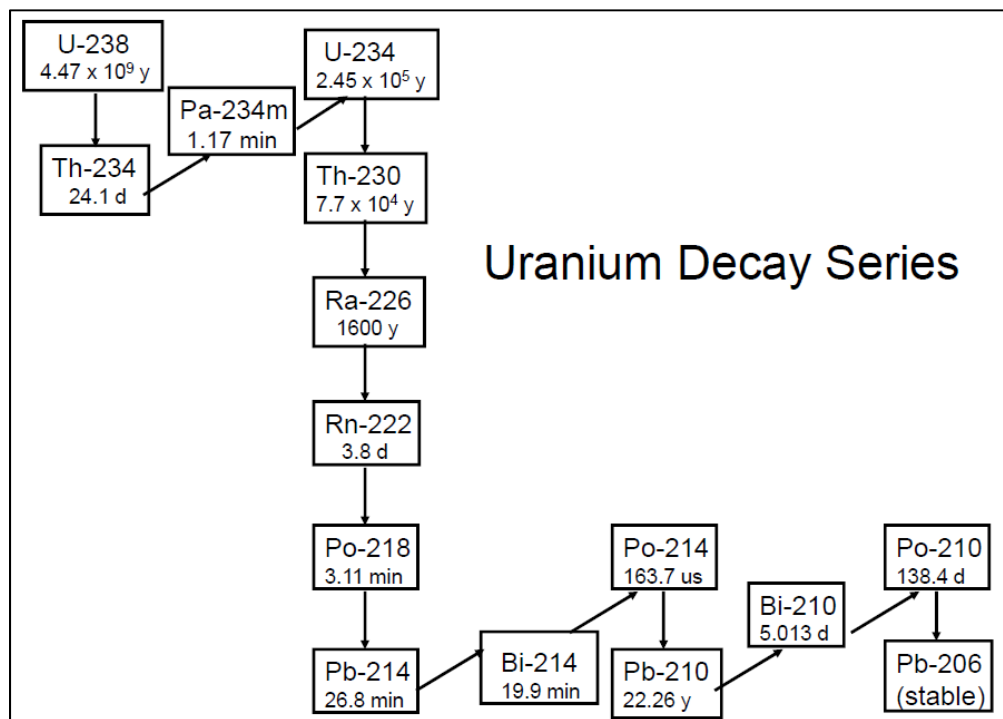 U-238
4.47 x 10⁹ y
U-234
2.45 x 10⁵ y
Pa-234m
1.17 min
Th-234
24.1 d
Th-230
7.7 x 10⁴ y
Uranium Decay Series
Ra-226
1600 y
Rn-222
3.8 d
Po-218
3.11 min
Po-214
163.7 us
Po-210
138.4 d
Bi-210
5.013 d
Pb-214
26.8 min
Bi-214
19.9 min
Pb-210
22.26 y
Pb-206
(stable)